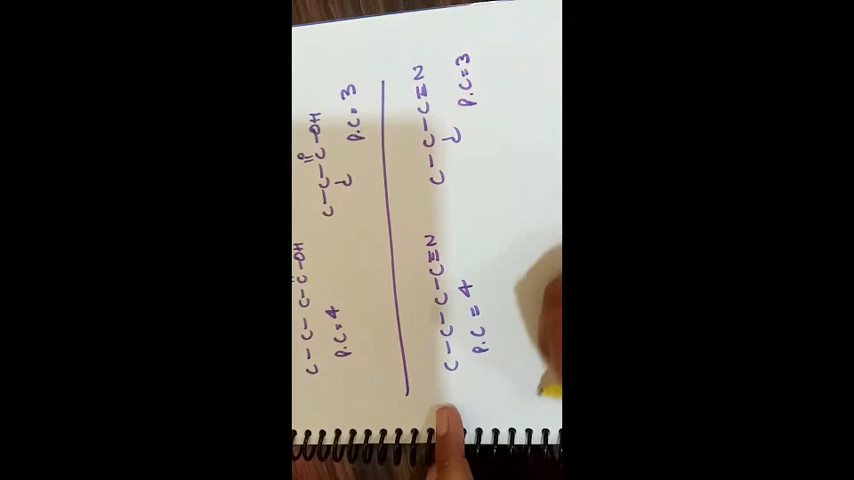 C-C-C-C-OH
C-C-C-OH
O
||
C
P.C=4
P.C=3
C-C-C-C≡N
C-C-C≡N
C
P.C=4
P.C=3